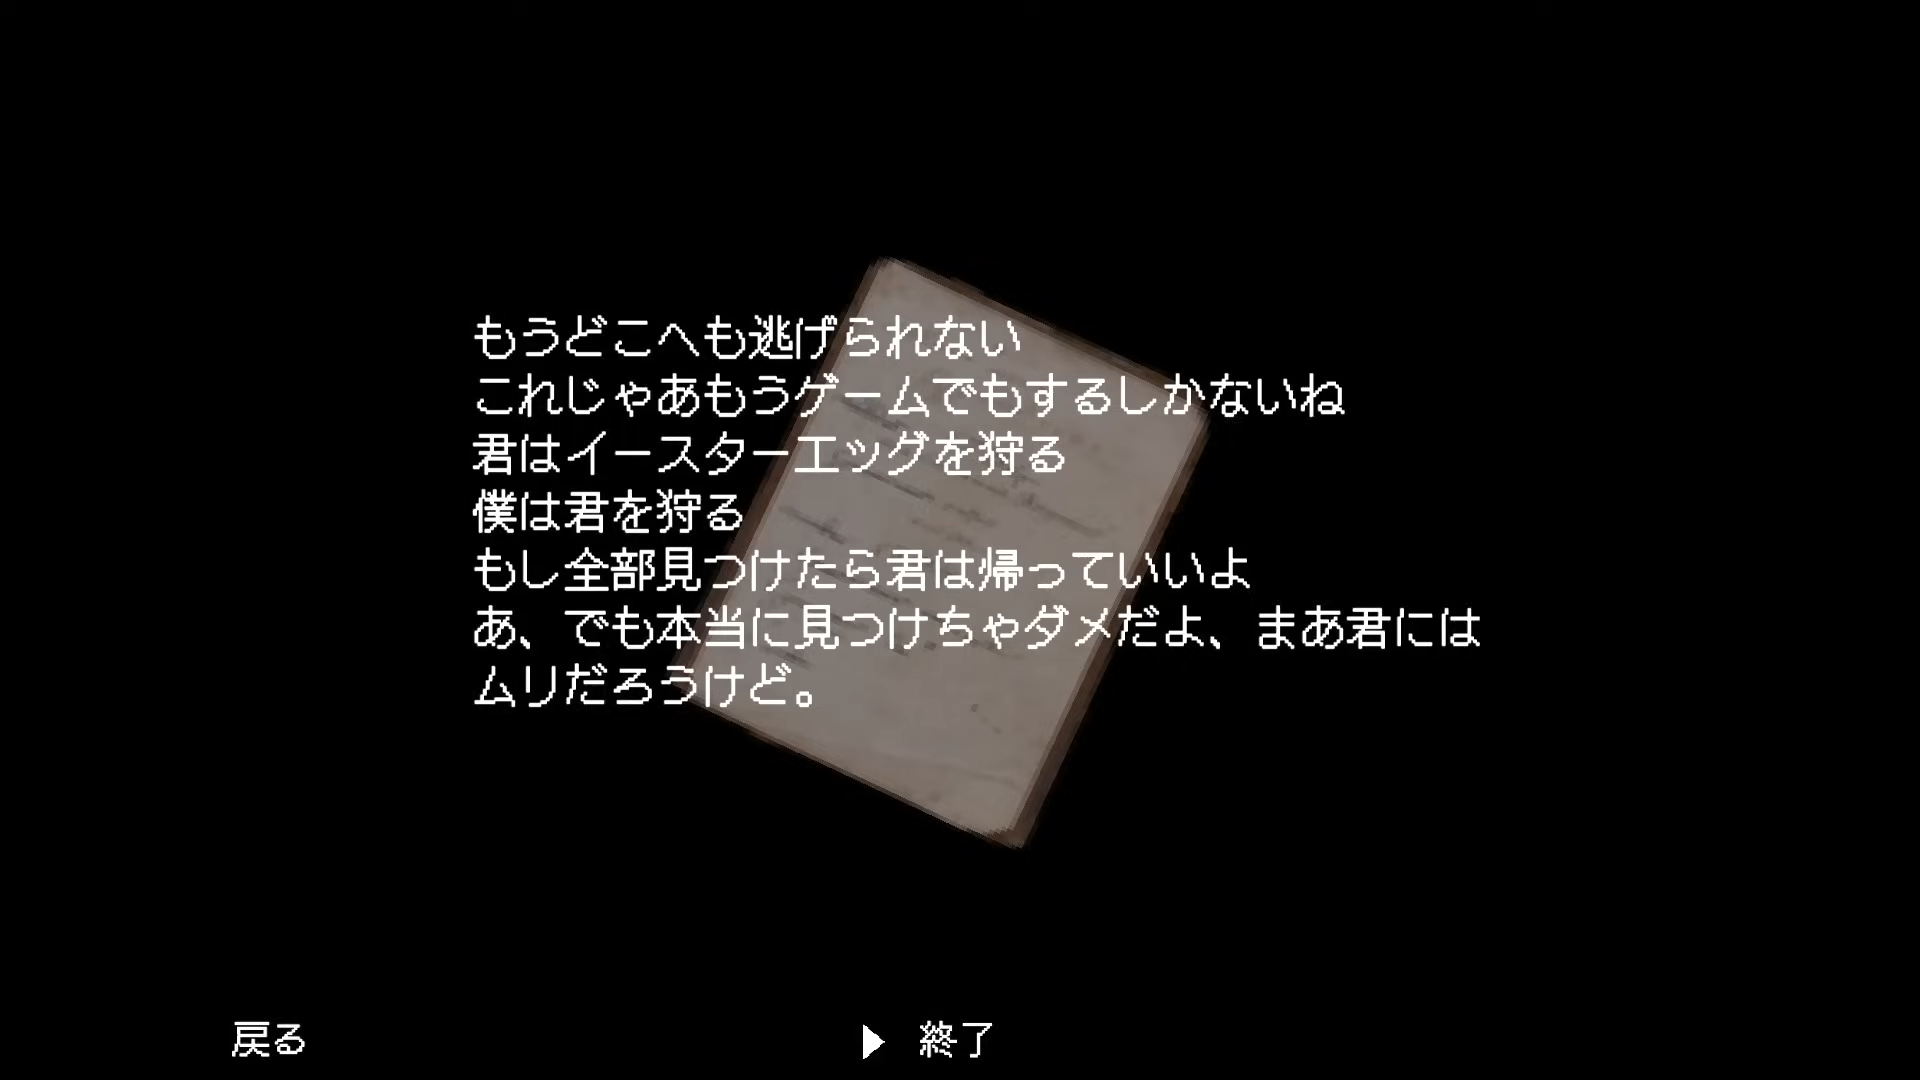 もうどこへも逃げられない
これじゃあもうゲームでもするしかないね
君はイースターエッグを狩る
僕は君を狩る
もし全部見つけたら君は帰っていいよ
あ、でも本当に見つけちゃダメだよ、まあ君には
ムリだろうけど。
戻る
▶ 終了